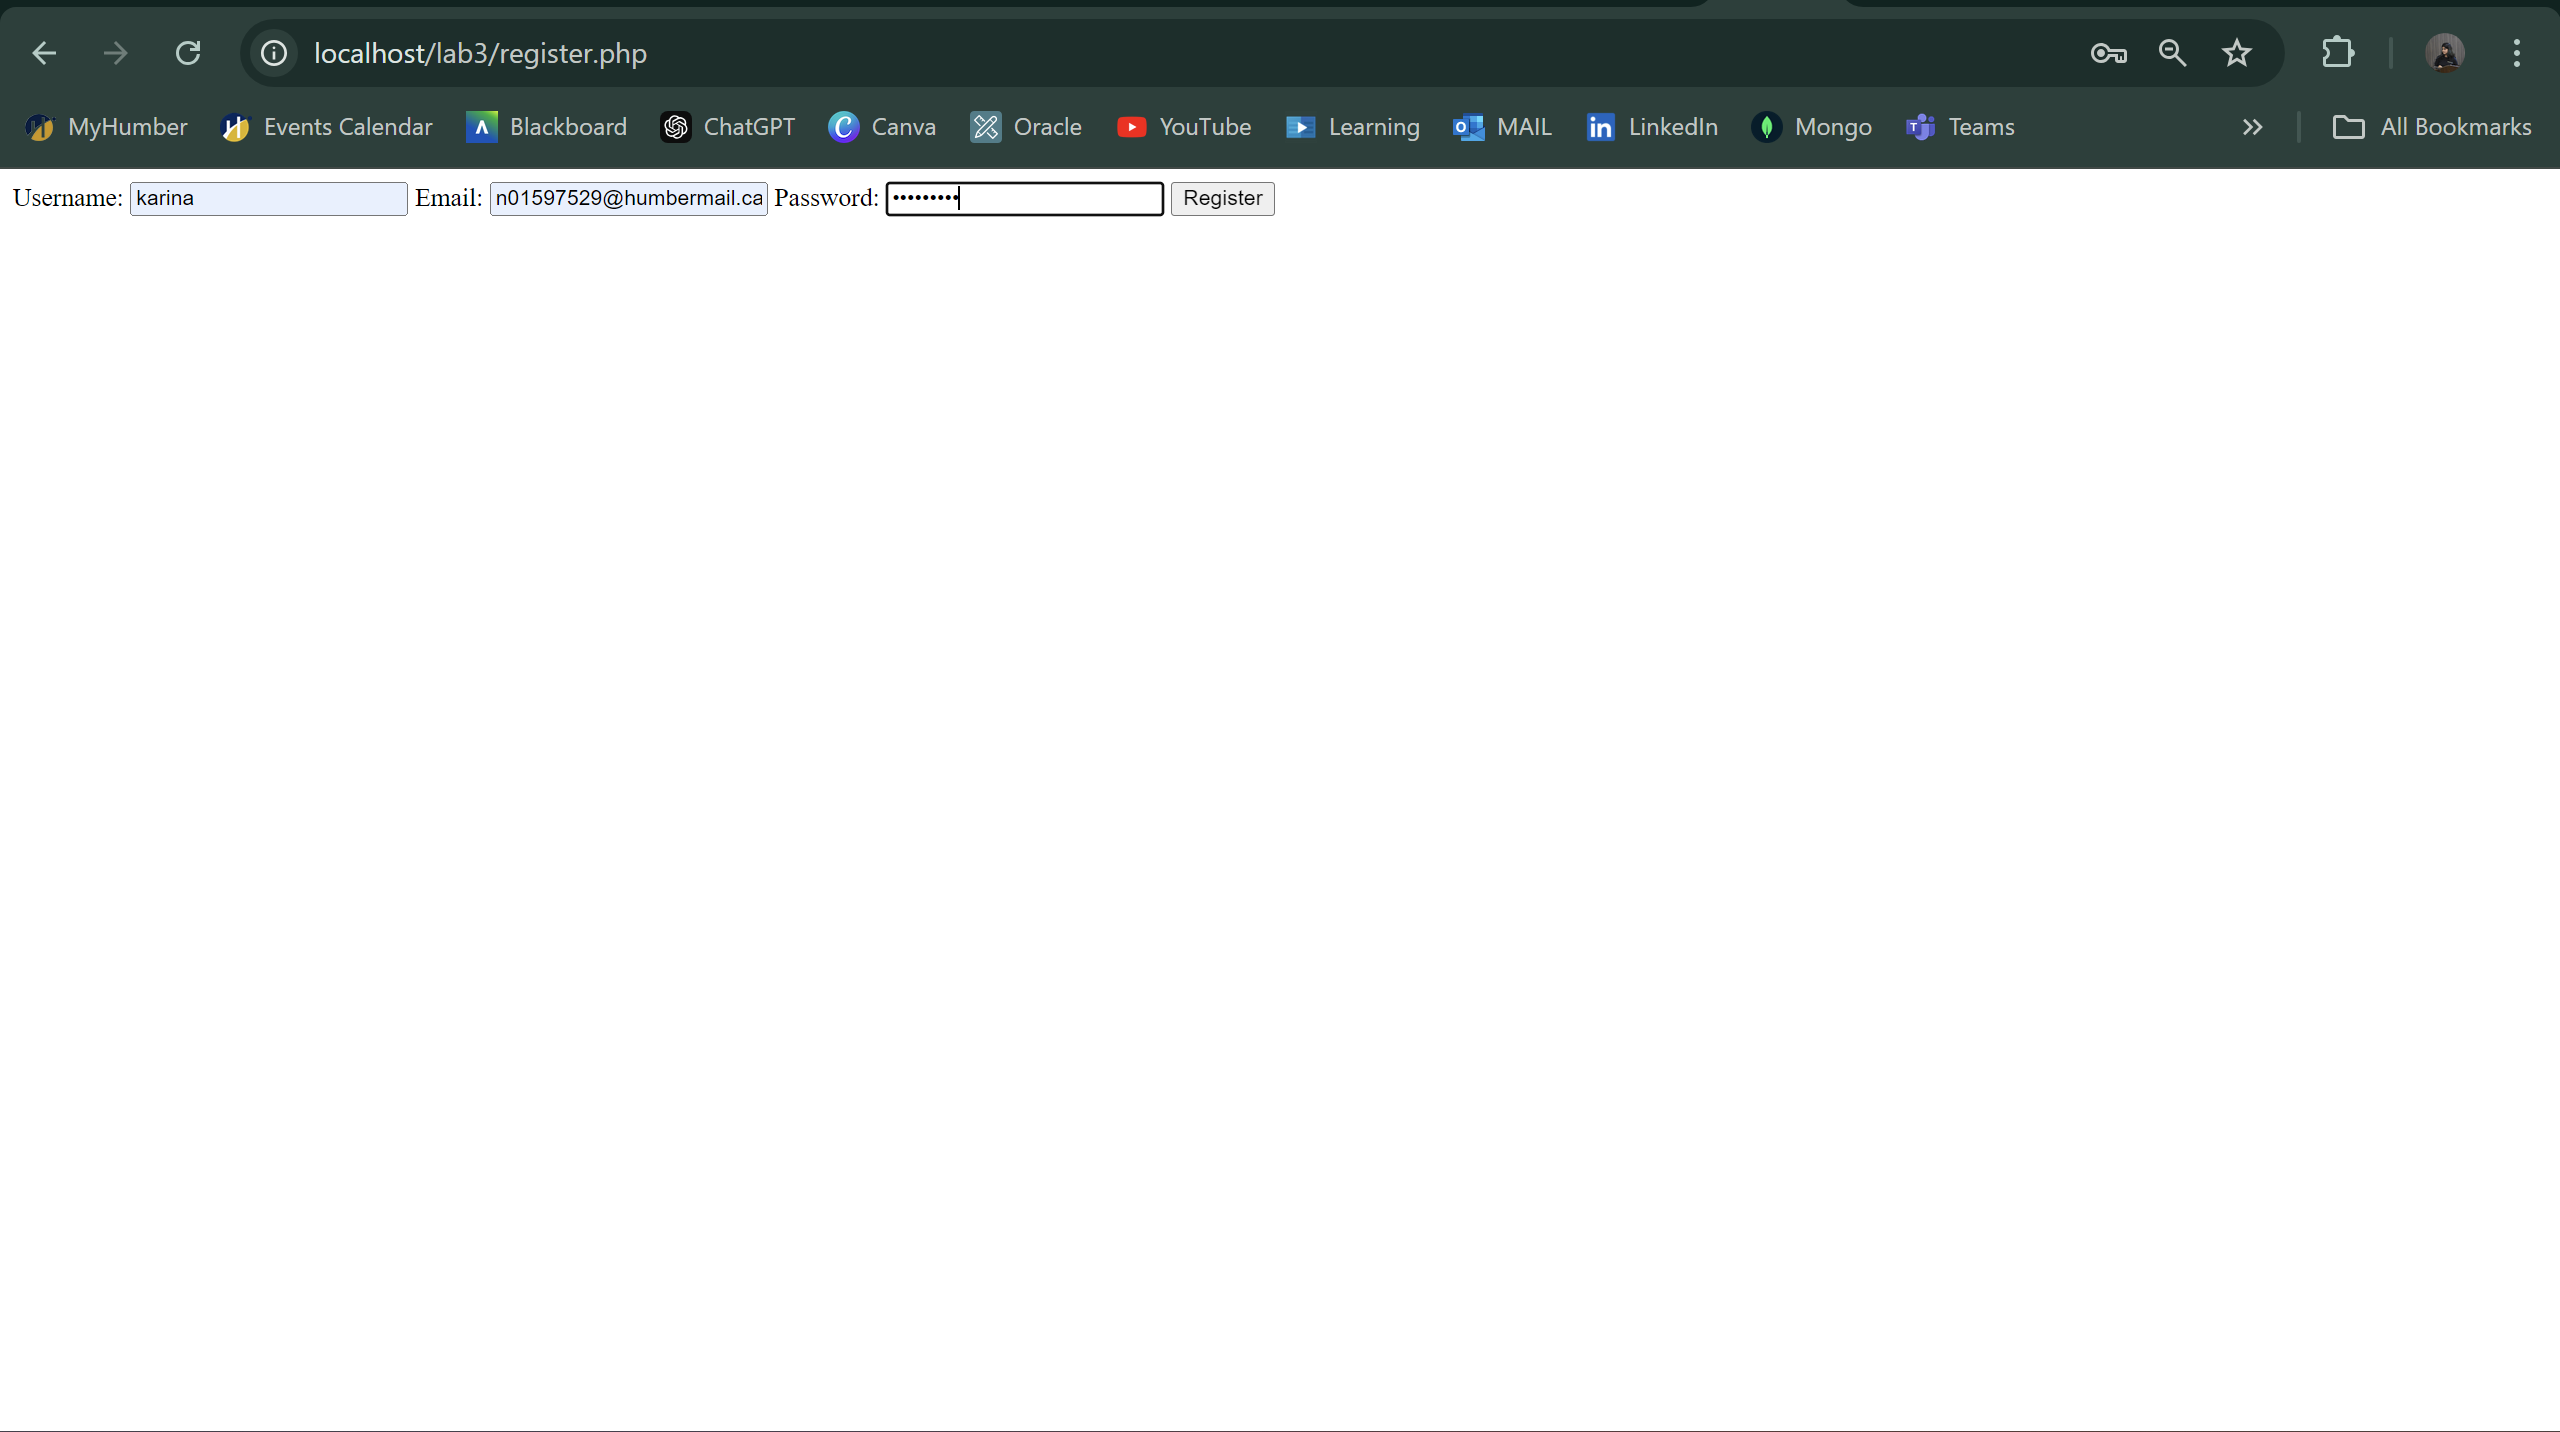 localhost/lab3/register.php
MyHumber Events Calendar Blackboard ChatGPT Canva Oracle YouTube Learning MAIL LinkedIn Mongo Teams All Bookmarks
Username: karina Email: n01597529@humbermail.ca Password: ••••••••• Register